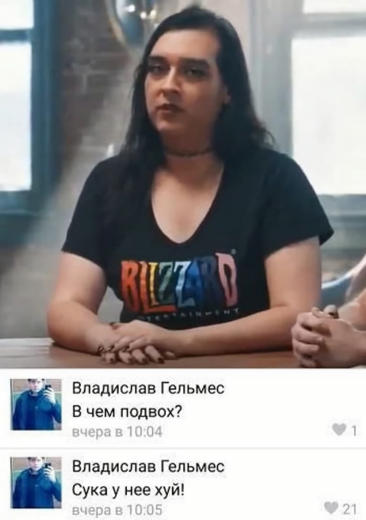 BLIZZARD
ENTERTAINMENT
Владислав Гельмес
В чем подвох?
вчера в 10:04
1
Владислав Гельмес
Сука у нее хуй!
вчера в 10:05
21